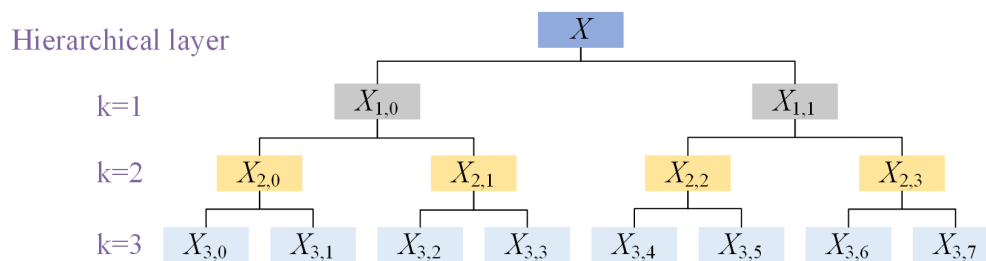 X
Hierarchical layer
k=1 X1,0 X1,1
k=2 X2,0 X2,1 X2,2 X2,3
k=3 X3,0 X3,1 X3,2 X3,3 X3,4 X3,5 X3,6 X3,7